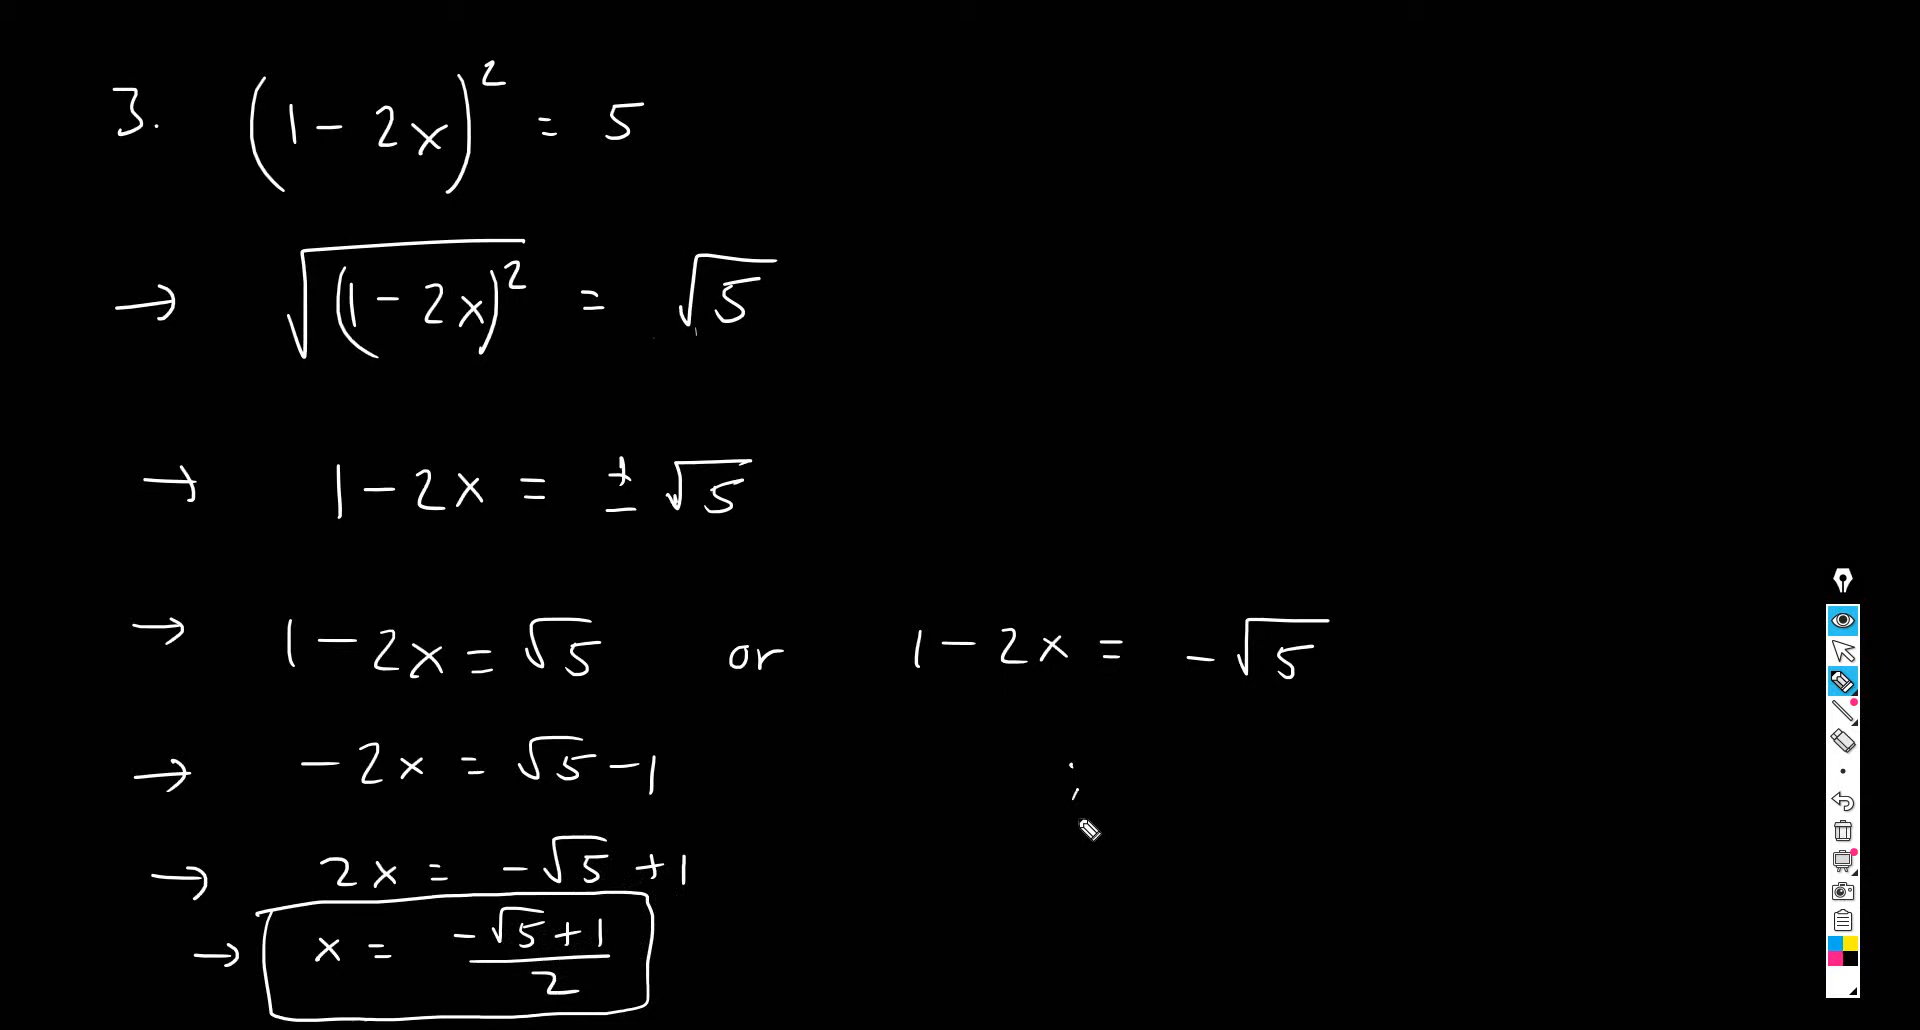 3. (1 - 2x)² = 5
→ √(1 - 2x)² = √5
→ 1 - 2x = ± √5
→ 1 - 2x = √5 or 1 - 2x = - √5
→ - 2x = √5 - 1
→ 2x = - √5 + 1
→ x = (- √5 + 1)/2